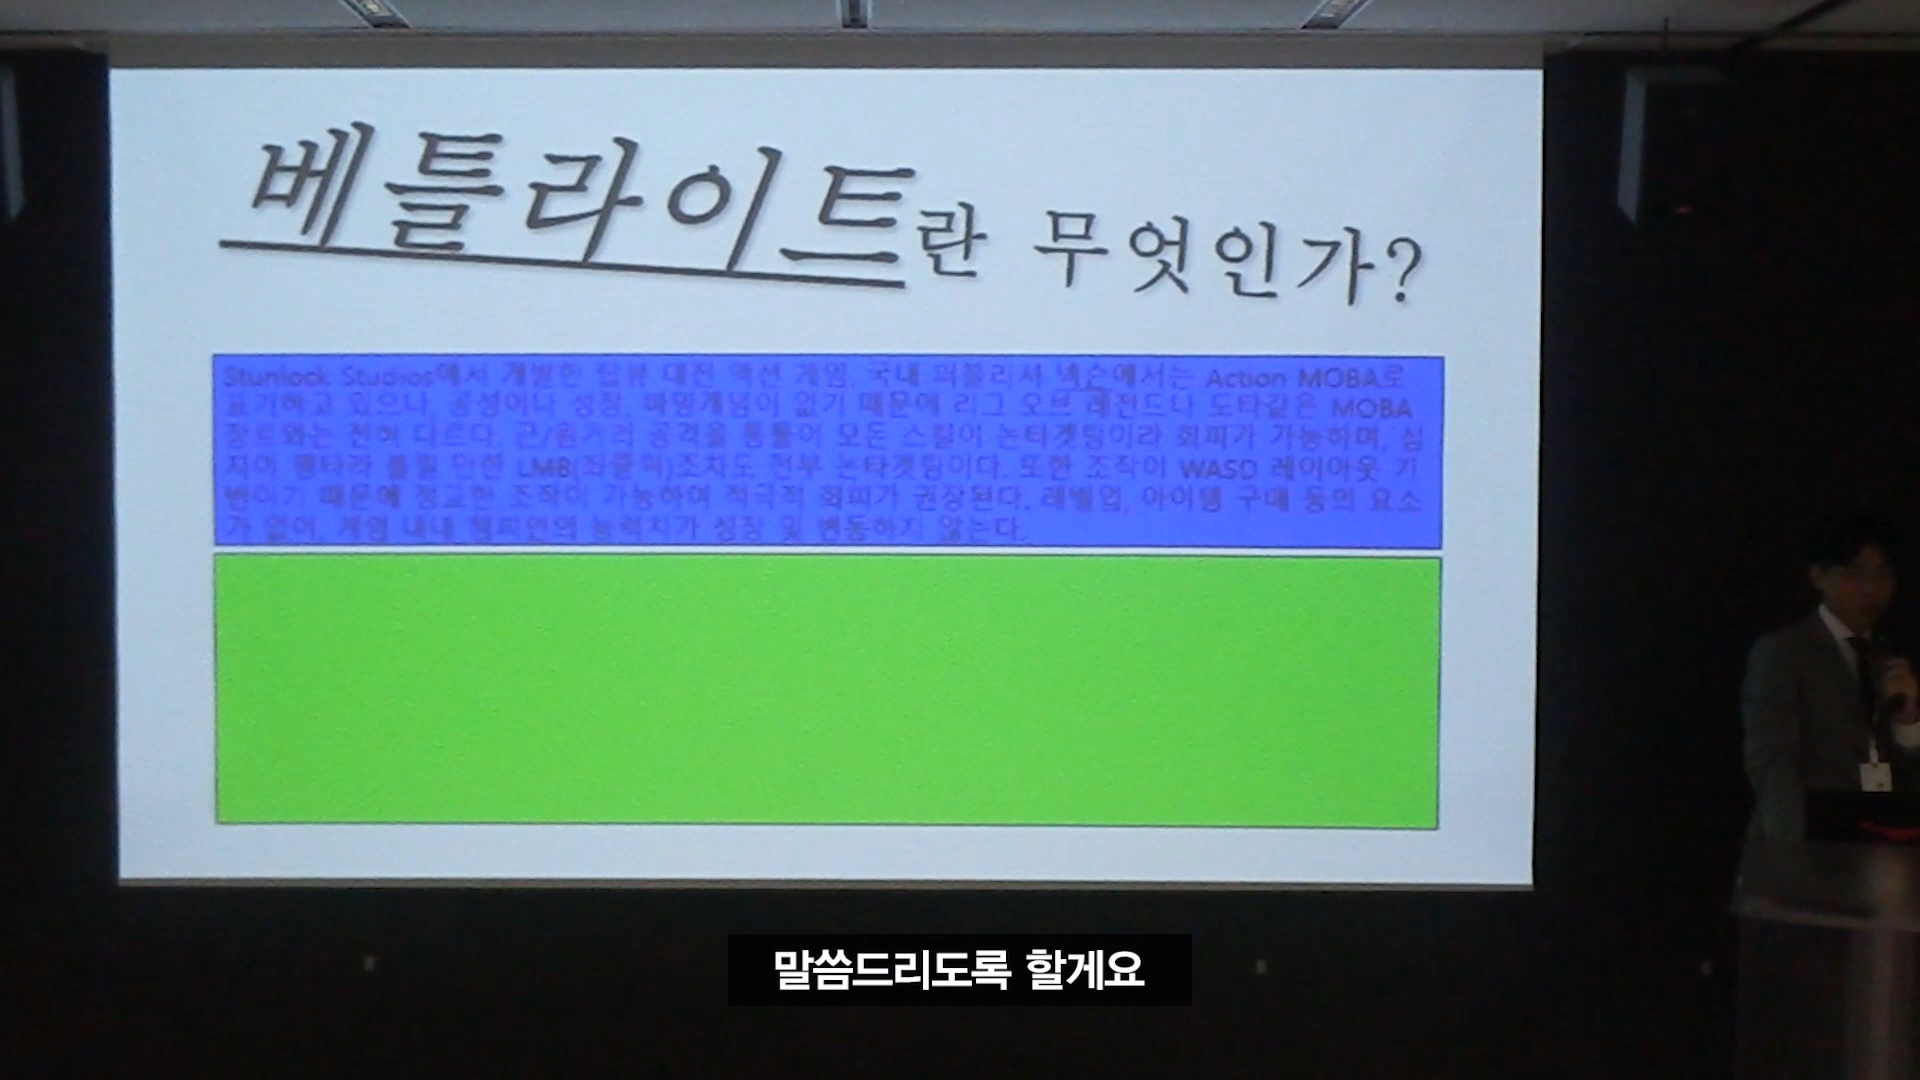 베틀라이트란 무엇인가?
Stunlock Studios에서 개발한 탑뷰 대전 액션 게임. 국내 퍼블리셔 넥슨에서는 Action MOBA로
표기하고 있으나, 공성이나 성장, 파밍개념이 없기 때문에 리그 오브 레전드나 도타같은 MOBA
장르와는 전혀 다르다. 근/원거리 공격을 통틀어 모든 스킬이 논타겟팅이라 회피가 가능하며, 심
지어 평타라 불릴 만한 LMB(좌클릭)조차도 전부 논타겟팅이다. 또한 조작이 WASD 레이아웃 기
반이기 때문에 정교한 조작이 가능하여 적극적 회피가 권장된다. 레벨업, 아이템 구매 등의 요소
가 없어, 게임 내내 챔피언의 능력치가 성장 및 변동하지 않는다.
말씀드리도록 할게요